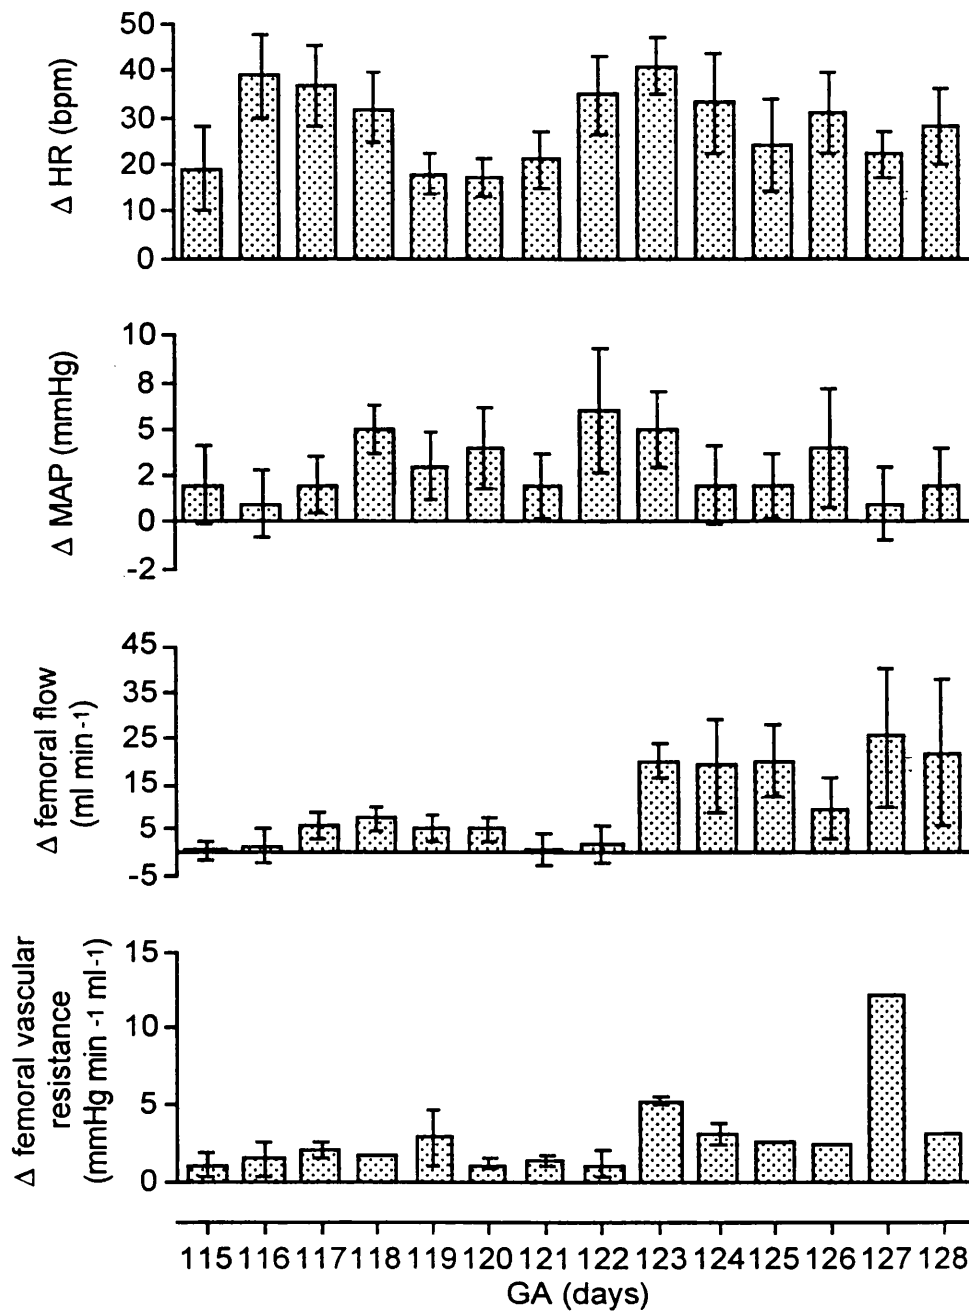 Δ HR (bpm)
50
40
30
20
10
0
Δ MAP (mmHg)
10
8
5
2
0
-2
Δ femoral flow
(ml min -1)
45
35
25
15
5
-5
Δ femoral vascular
resistance
(mmHg min -1 ml-1)
15
10
5
0
115 116 117 118 119 120 121 122 123 124 125 126 127 128
GA (days)